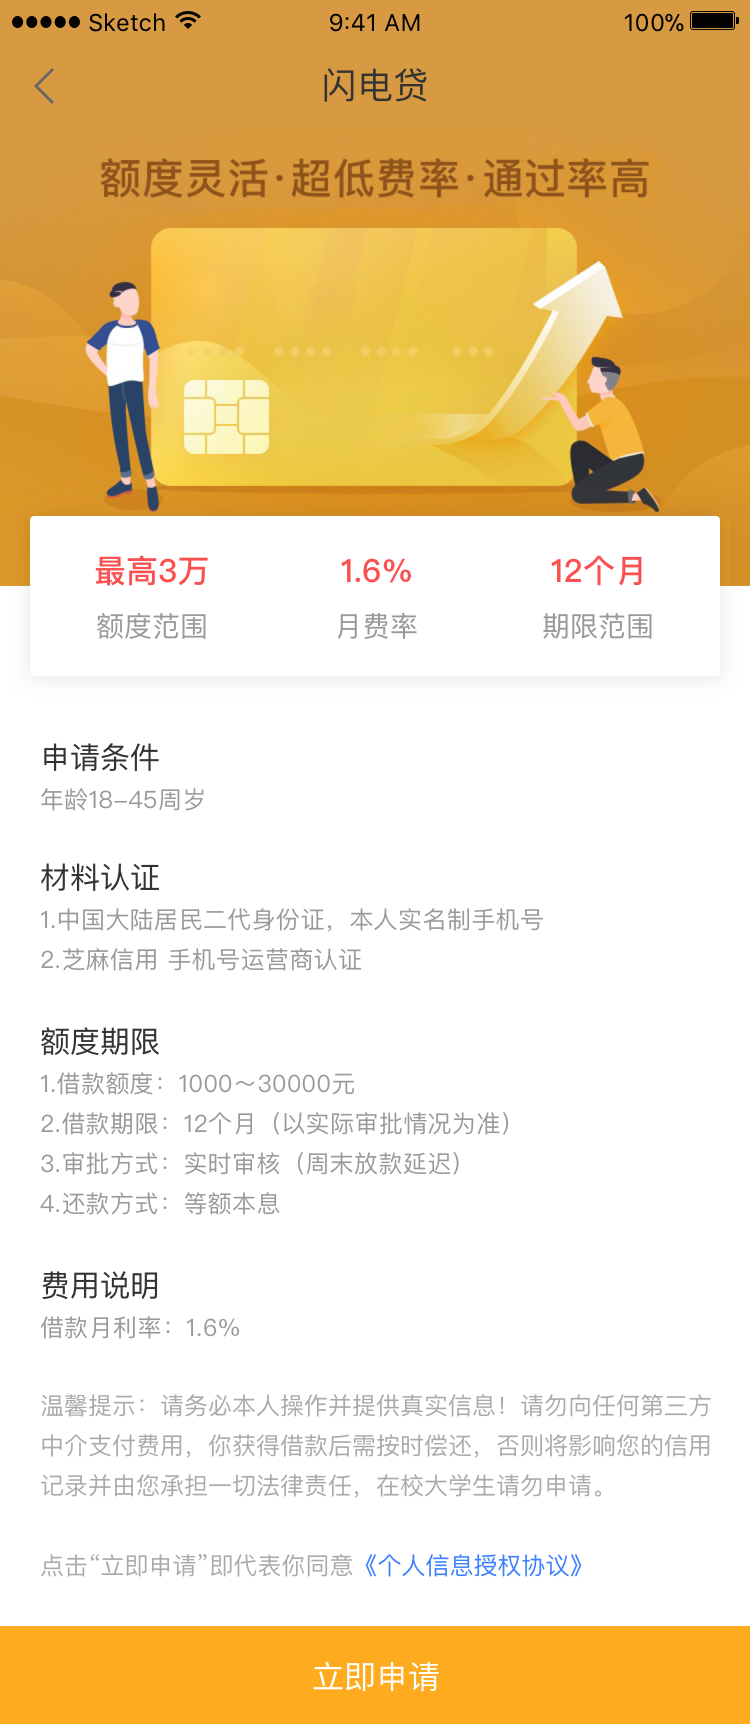 Sketch 9:41 AM 100%
闪电贷
额度灵活·超低费率·通过率高
最高3万 1.6% 12个月
额度范围 月费率 期限范围
申请条件
年龄18-45周岁
材料认证
1.中国大陆居民二代身份证，本人实名制手机号
2.芝麻信用 手机号运营商认证
额度期限
1.借款额度：1000～30000元
2.借款期限：12个月（以实际审批情况为准）
3.审批方式：实时审核（周末放款延迟）
4.还款方式：等额本息
费用说明
借款月利率：1.6%
温馨提示：请务必本人操作并提供真实信息！请勿向任何第三方
中介支付费用，你获得借款后需按时偿还，否则将影响您的信用
记录并由您承担一切法律责任，在校大学生请勿申请。
点击“立即申请”即代表你同意《个人信息授权协议》
立即申请